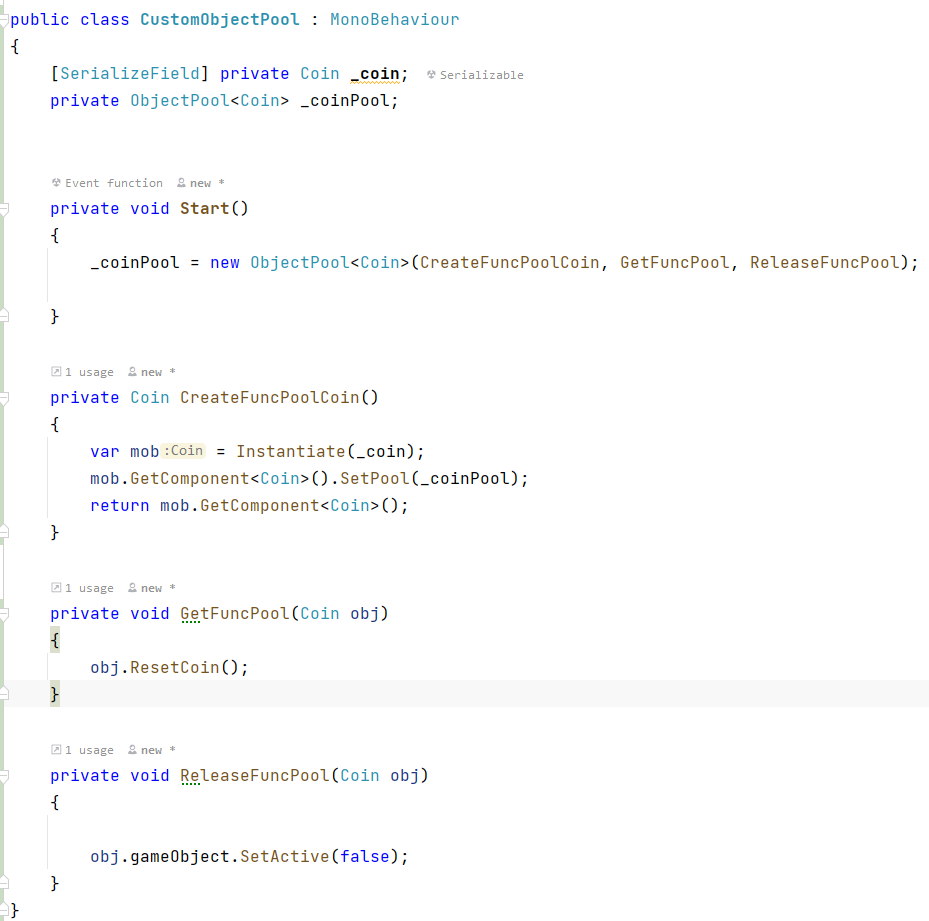 public class CustomObjectPool : MonoBehaviour
{
[SerializeField] private Coin _coin; Serializable
private ObjectPool<Coin> _coinPool;
Event function new *
private void Start()
{
_coinPool = new ObjectPool<Coin>(CreateFuncPoolCoin, GetFuncPool, ReleaseFuncPool);
}
1 usage new *
private Coin CreateFuncPoolCoin()
{
var mob :Coin = Instantiate(_coin);
mob.GetComponent<Coin>().SetPool(_coinPool);
return mob.GetComponent<Coin>();
}
1 usage new *
private void GetFuncPool(Coin obj)
{
obj.ResetCoin();
}
1 usage new *
private void ReleaseFuncPool(Coin obj)
{
obj.gameObject.SetActive(false);
}
}